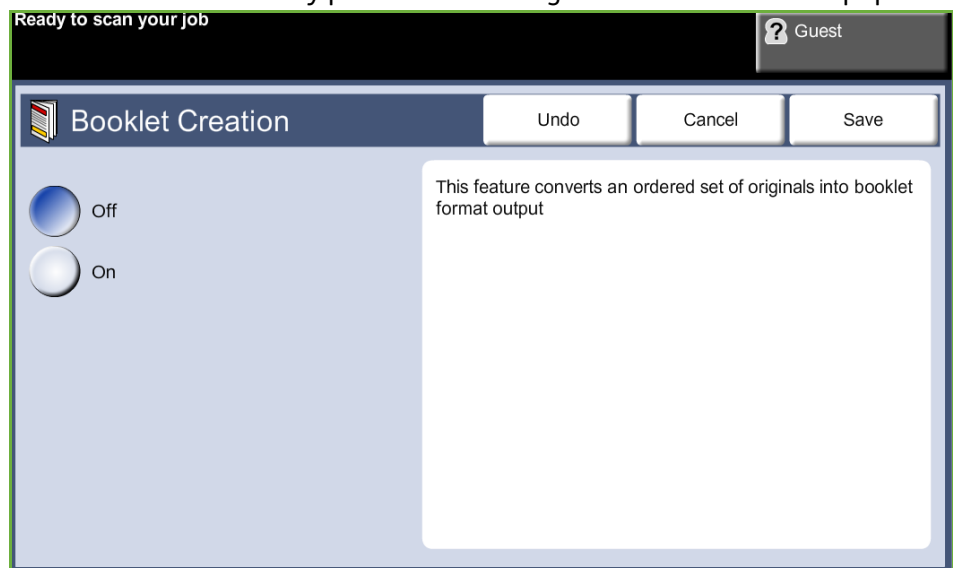 Ready to scan your job
? Guest
Booklet Creation
Undo
Cancel
Save
Off
On
This feature converts an ordered set of originals into booklet
format output